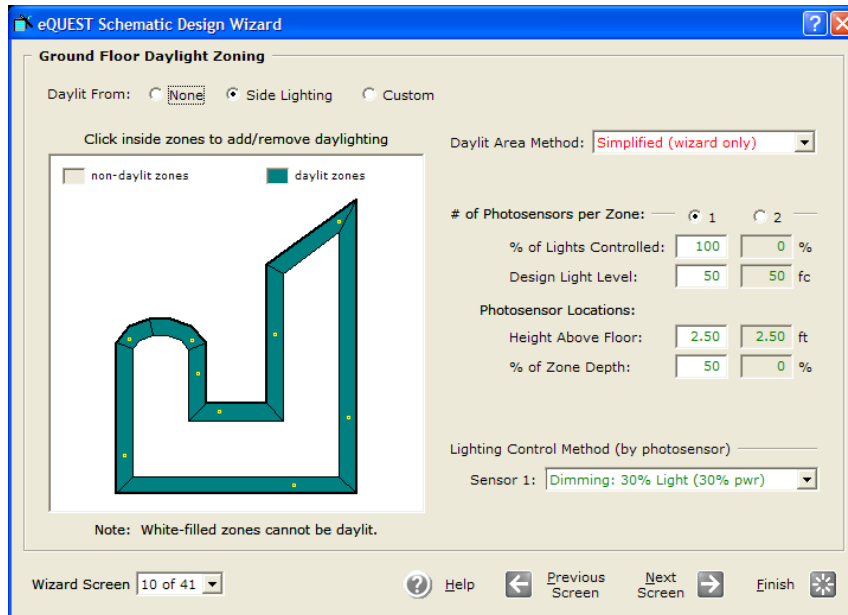 eQUEST Schematic Design Wizard
Ground Floor Daylight Zoning
Daylit From: None Side Lighting Custom
Click inside zones to add/remove daylighting
non-daylit zones daylit zones
Note: White-filled zones cannot be daylit.
Daylit Area Method: Simplified (wizard only)
# of Photosensors per Zone: 1 2
% of Lights Controlled: 100 0 %
Design Light Level: 50 50 fc
Photosensor Locations:
Height Above Floor: 2.50 2.50 ft
% of Zone Depth: 50 0 %
Lighting Control Method (by photosensor)
Sensor 1: Dimming: 30% Light (30% pwr)
Wizard Screen 10 of 41
Help
Previous
Screen
Next
Screen
Finish